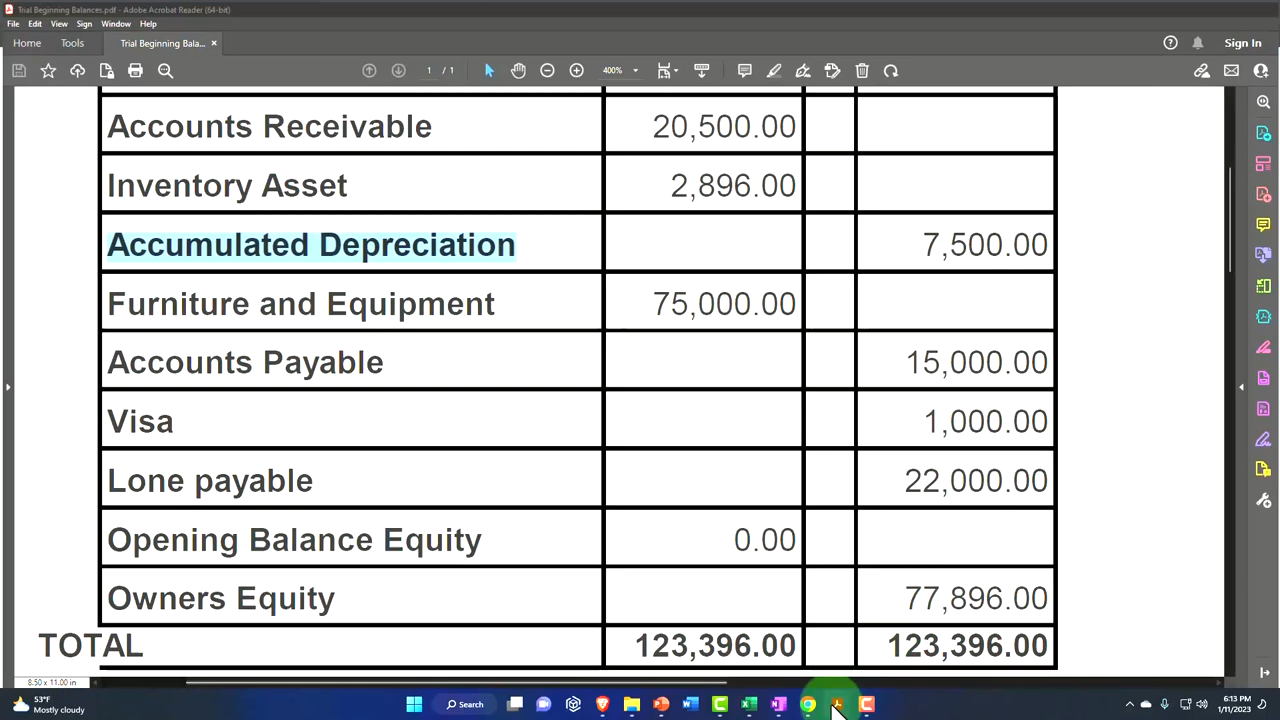 Trial Beginning Balances.pdf - Adobe Acrobat Reader (64-bit)
File Edit View Sign Window Help
Home Tools Trial Beginning Bala... × Sign In
1 / 1 400%
Accounts Receivable 20,500.00
Inventory Asset 2,896.00
Accumulated Depreciation 7,500.00
Furniture and Equipment 75,000.00
Accounts Payable 15,000.00
Visa 1,000.00
Lone payable 22,000.00
Opening Balance Equity 0.00
Owners Equity 77,896.00
TOTAL 123,396.00 123,396.00
8.50 x 11.00 in
53°F
Mostly cloudy
Search
6:13 PM
1/11/2023